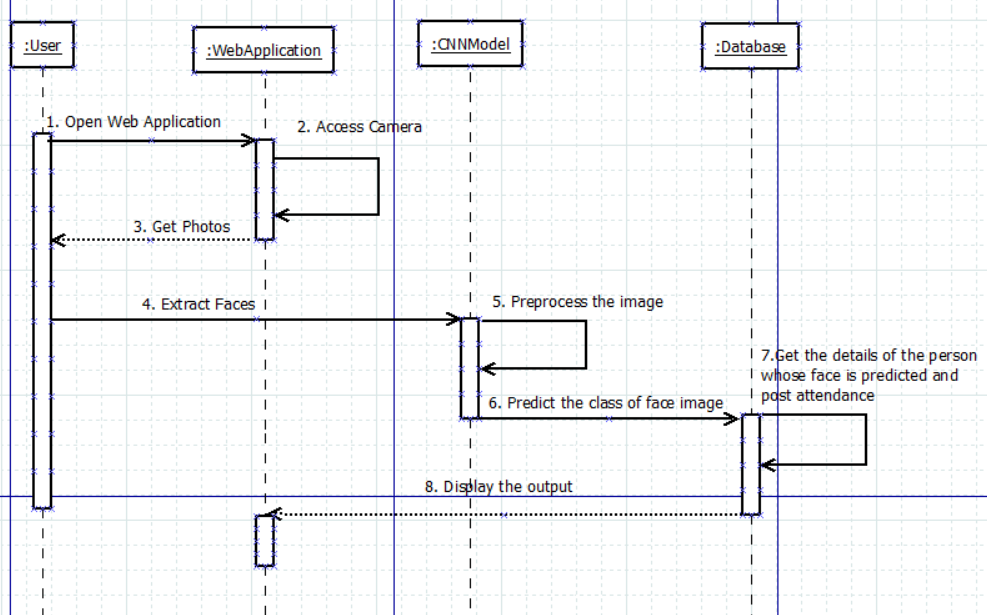 :User
:WebApplication
:CNNModel
:Database
1. Open Web Application
2. Access Camera
3. Get Photos
4. Extract Faces
5. Preprocess the image
7.Get the details of the person
whose face is predicted and
post attendance
6. Predict the class of face image
8. Display the output